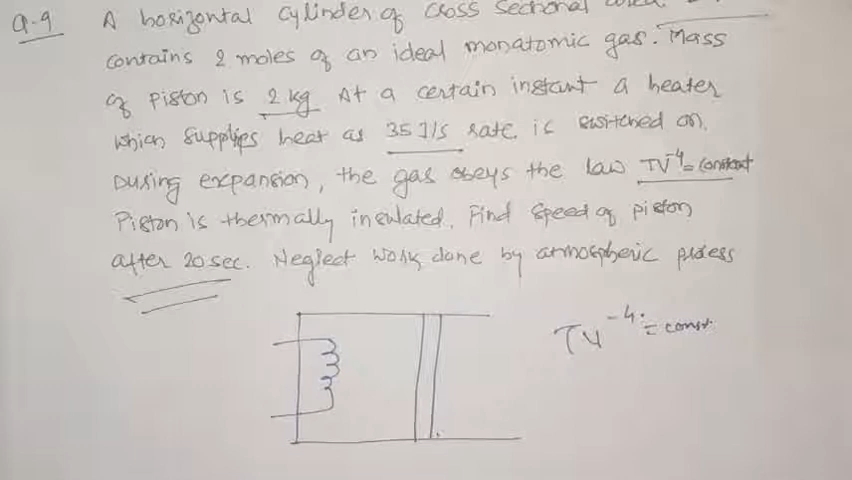 Q-9 A horizontal cylinder of cross sectional
contains 2 moles of an ideal monatomic gas. Mass
of piston is 2 kg At a certain instant a heater
which supplies heat as 35 J/s rate is switched on.
During expansion, the gas obeys the law TV⁻⁴=constant
Piston is thermally insulated. Find speed of piston
after 20 sec. Neglect work done by atmospheric
TV⁻⁴ = const.